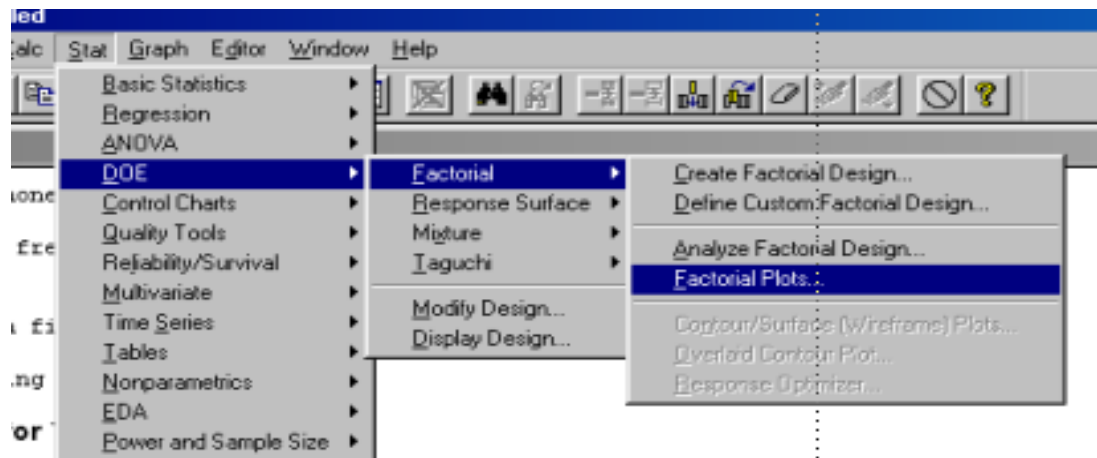 alc Stat Graph Editor Window Help
Basic Statistics
Regression
ANOVA
DOE
Control Charts
Quality Tools
Reliability/Survival
Multivariate
Time Series
Tables
Nonparametrics
EDA
Power and Sample Size
Factorial
Response Surface
Mixture
Taguchi
Modify Design...
Display Design...
Create Factorial Design...
Define Custom Factorial Design...
Analyze Factorial Design...
Factorial Plots...
Contour/Surface (Wireframe) Plots...
Overlaid Contour Plot...
Response Optimizer...